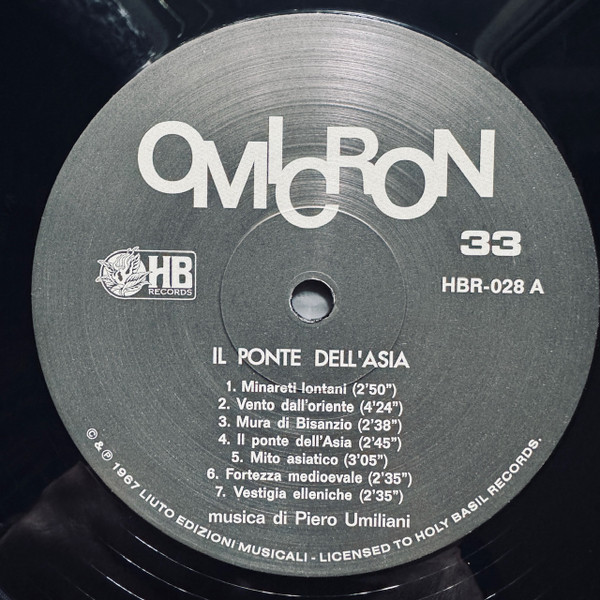 OMICRON
33
HB
RECORDS
HBR-028 A
IL PONTE DELL'ASIA
1. Minareti lontani (2'50”)
2. Vento dall'oriente (4'24”)
3. Mura di Bisanzio (2'38”)
4. Il ponte dell'Asia (2'45”)
5. Mito asiatico (3'05”)
6. Fortezza medioevale (2'35”)
7. Vestigia elleniche (2'35”)
musica di Piero Umiliani
© & ℗ 1967 LIUTO EDIZIONI MUSICALI - LICENSED TO HOLY BASIL RECORDS.